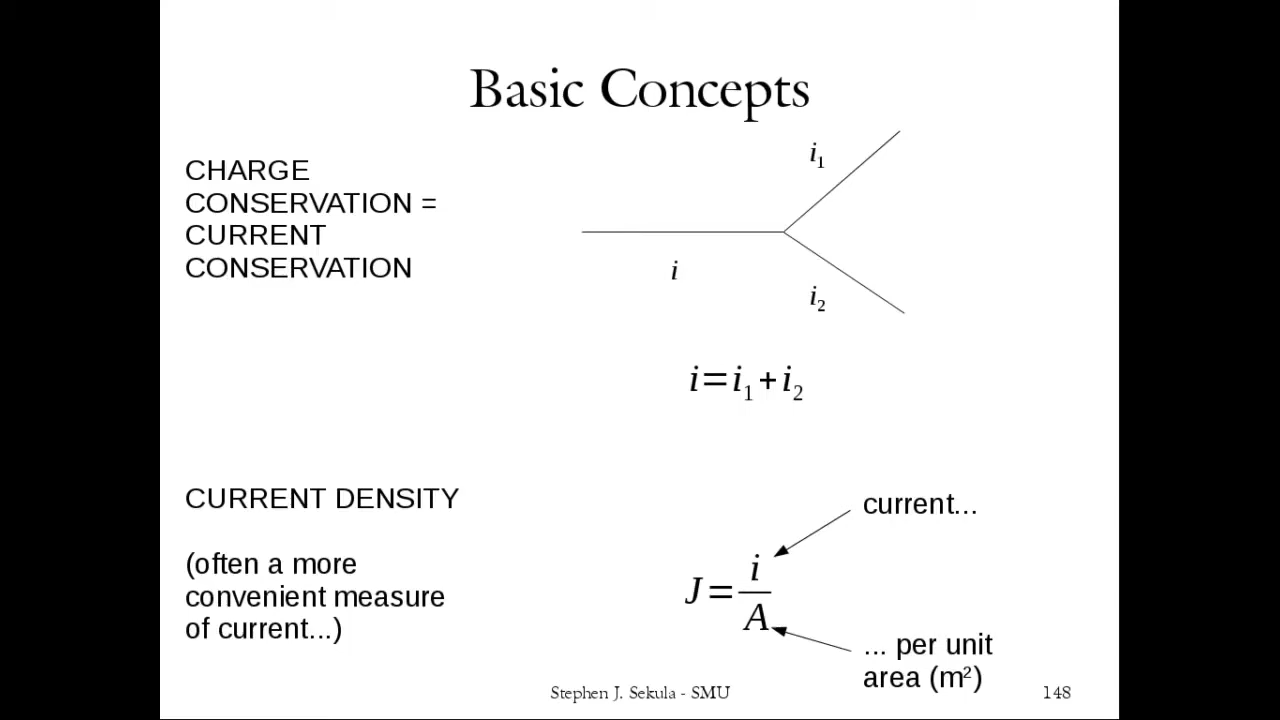 Basic Concepts
CHARGE
CONSERVATION =
CURRENT
CONSERVATION
i₁
i
i₂
i=i₁+i₂
CURRENT DENSITY
(often a more
convenient measure
of current...)
current...
J=i/A
... per unit
area (m²)
Stephen J. Sekula - SMU
148